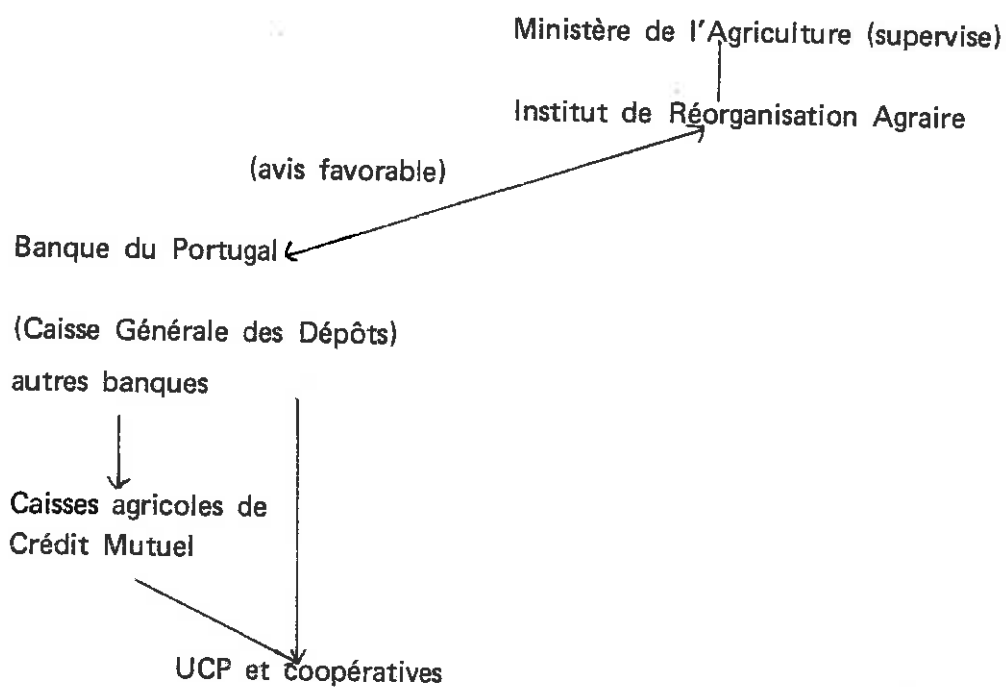 Ministère de l'Agriculture (supervise)
Institut de Réorganisation Agraire
(avis favorable)
Banque du Portugal
(Caisse Générale des Dépôts)
autres banques
Caisses agricoles de
Crédit Mutuel
UCP et coopératives